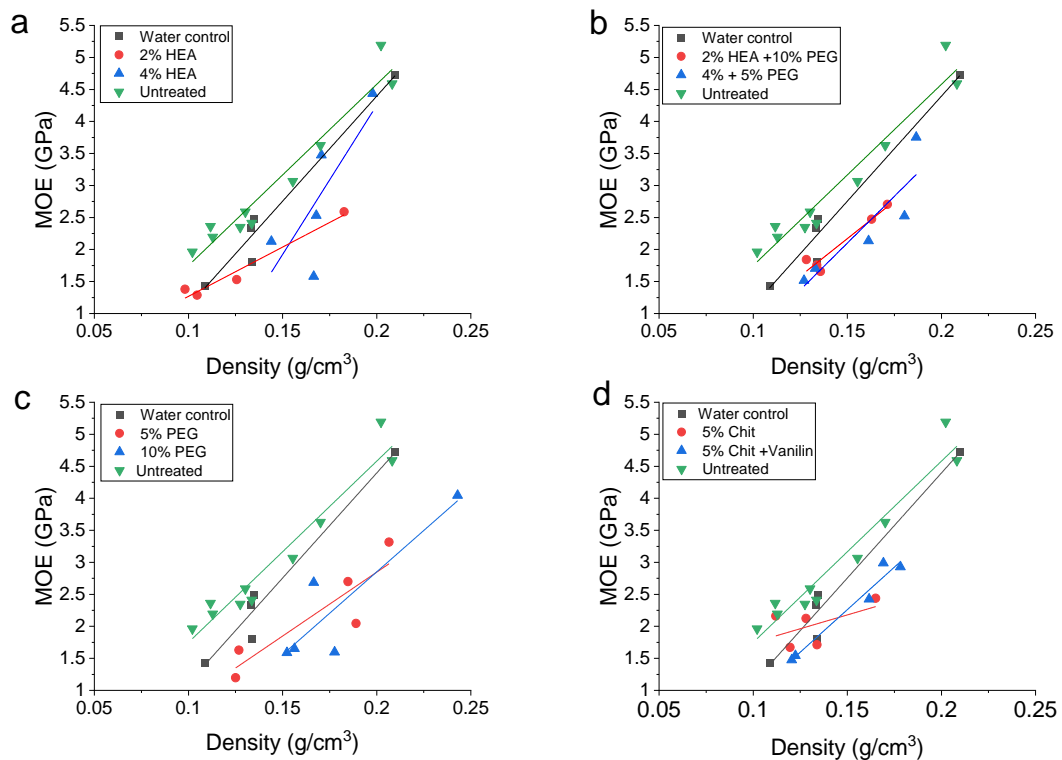 a
MOE (GPa)
5.5
5
4.5
4
3.5
3
2.5
2
1.5
1
Water control
2% HEA
4% HEA
Untreated
0.05
0.1
0.15
0.2
0.25
Density (g/cm³)
b
MOE (GPa)
5.5
5
4.5
4
3.5
3
2.5
2
1.5
1
Water control
2% HEA +10% PEG
4% + 5% PEG
Untreated
0.05
0.1
0.15
0.2
0.25
Density (g/cm³)
c
MOE (GPa)
5.5
5
4.5
4
3.5
3
2.5
2
1.5
1
Water control
5% PEG
10% PEG
Untreated
0.05
0.1
0.15
0.2
0.25
Density (g/cm³)
d
MOE (GPa)
5.5
5
4.5
4
3.5
3
2.5
2
1.5
1
Water control
5% Chit
5% Chit +Vanilin
Untreated
0.05
0.1
0.15
0.2
0.25
Density (g/cm³)